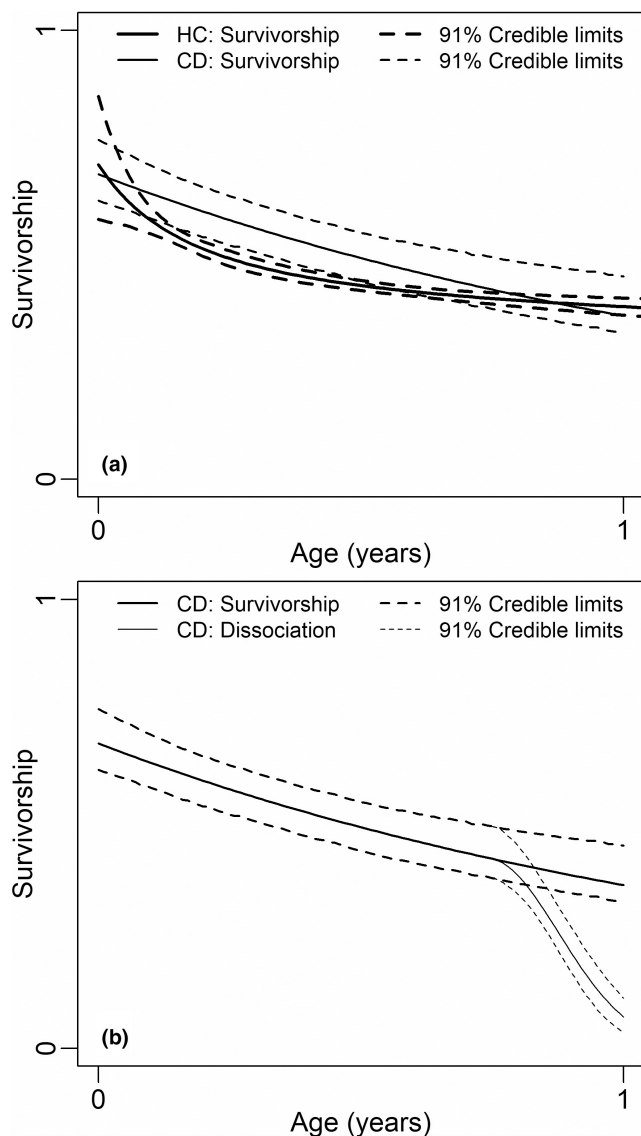 1
HC: Survivorship 91% Credible limits
CD: Survivorship 91% Credible limits
Survivorship
(a)
0
0 1
Age (years)
1
CD: Survivorship 91% Credible limits
CD: Dissociation 91% Credible limits
Survivorship
(b)
0
0 1
Age (years)